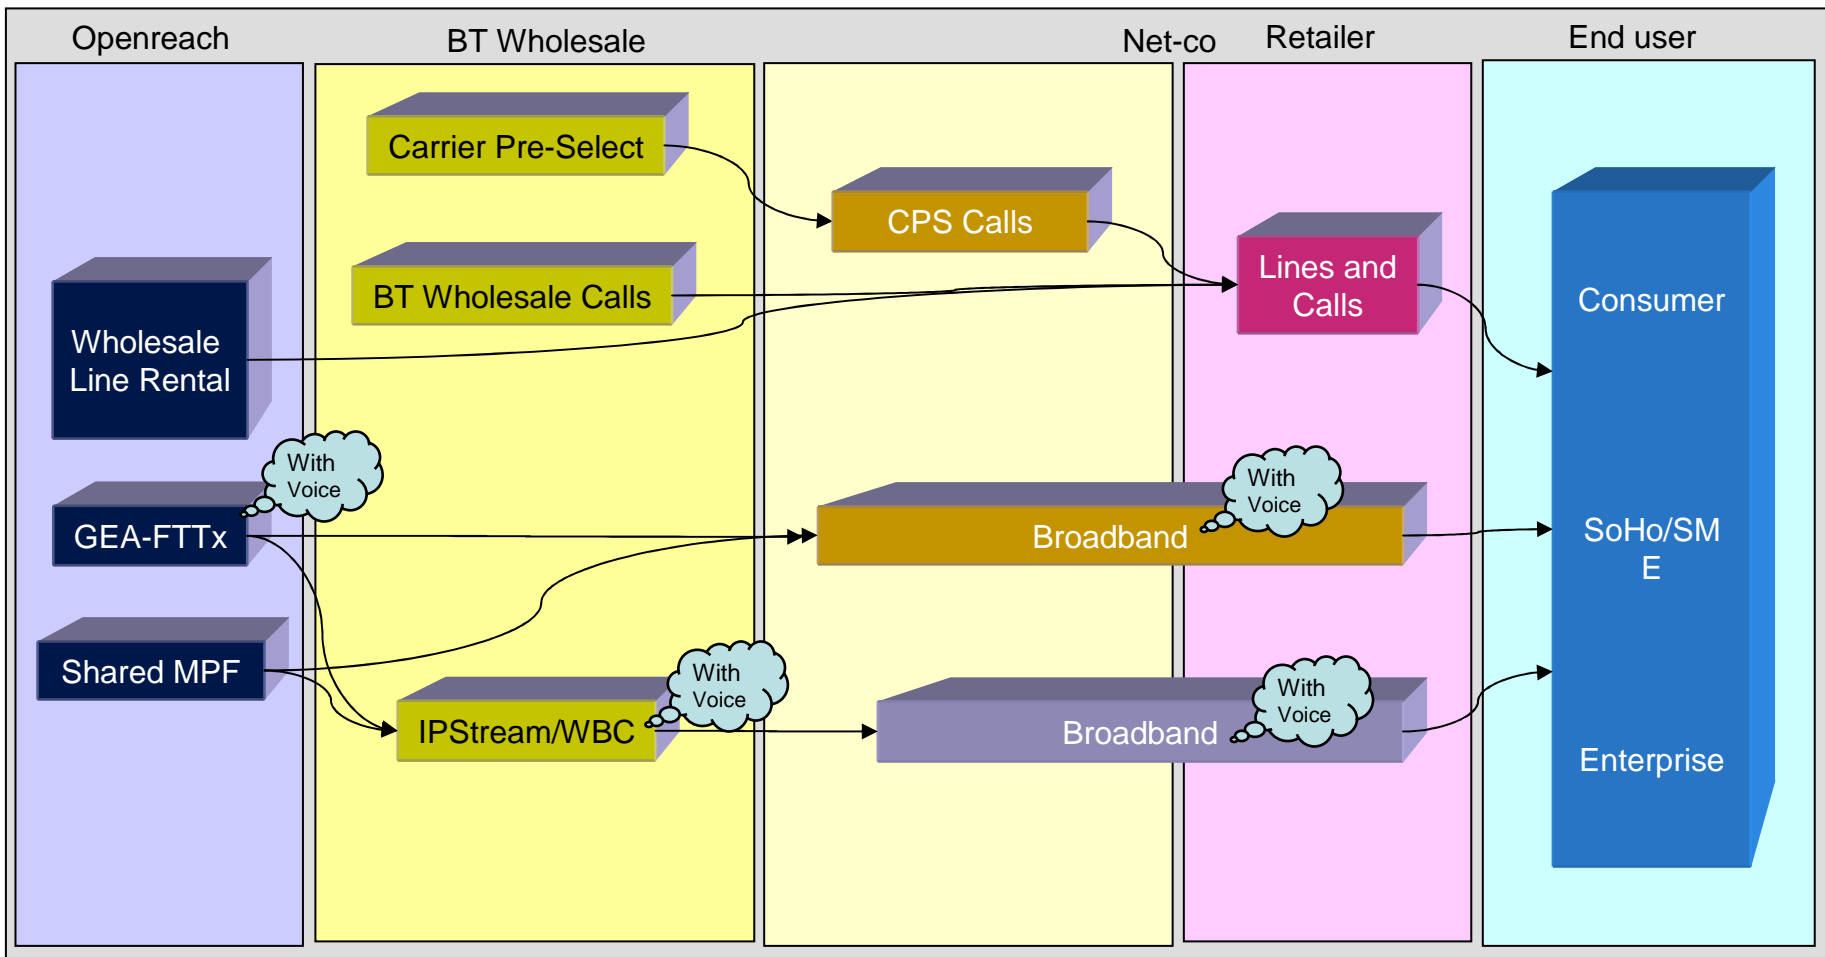 Openreach
BT Wholesale
Net-co
Retailer
End user
Carrier Pre-Select
CPS Calls
BT Wholesale Calls
Lines and
Calls
Wholesale
Line Rental
Consumer
With
Voice
GEA-FTTx
With
Voice
Broadband
SoHo/SM
E
Shared MPF
With
Voice
IPStream/WBC
With
Voice
Broadband
Enterprise